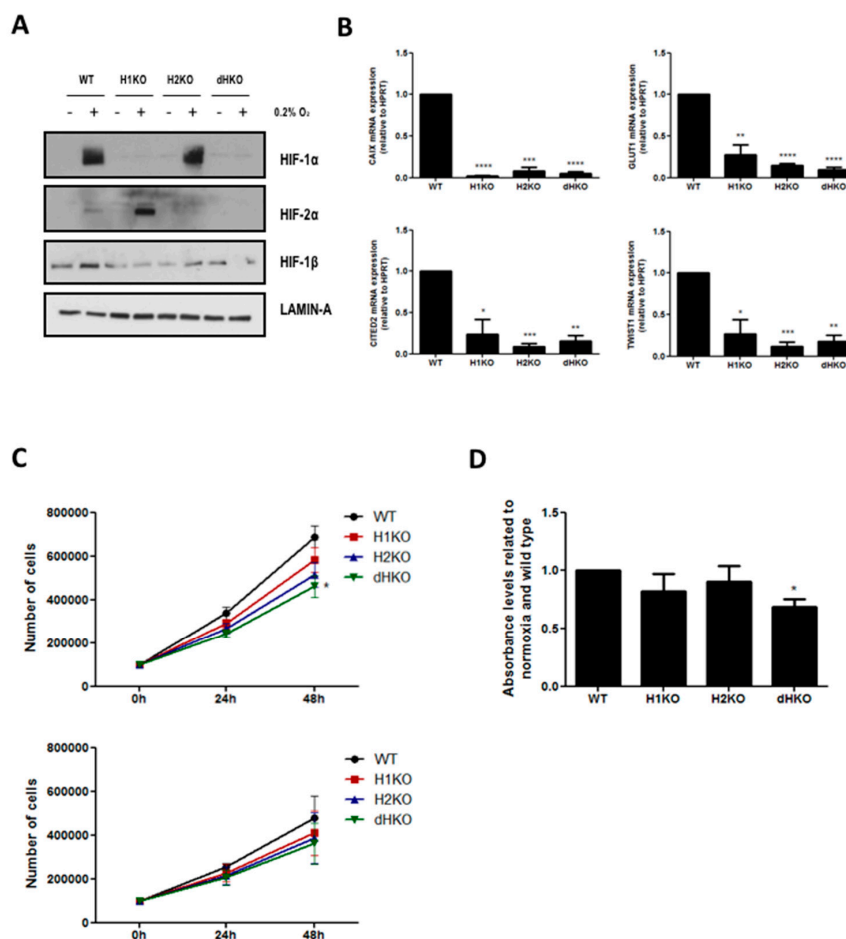 A
WT H1KO H2KO dHKO
- + - + - + - + 0.2% O₂
HIF-1α
HIF-2α
HIF-1β
LAMIN-A
B
CAIX mRNA expression
(relative to HPRT)
1.5
1.0
0.5
0.0
**** *** ****
WT H1KO H2KO dHKO
GLUT1 mRNA expression
(relative to HPRT)
1.5
1.0
0.5
0.0
** **** ****
WT H1KO H2KO dHKO
CITED2 mRNA expression
(relative to HPRT)
1.5
1.0
0.5
0.0
* *** **
WT H1KO H2KO dHKO
TWIST1 mRNA expression
(relative to HPRT)
1.5
1.0
0.5
0.0
* *** **
WT H1KO H2KO dHKO
C
Number of cells
800000
600000
400000
200000
0
0h 24h 48h
WT
H1KO
H2KO
dHKO
*
Number of cells
800000
600000
400000
200000
0
0h 24h 48h
WT
H1KO
H2KO
dHKO
D
Absorbance levels related to
normoxia and wild type
1.5
1.0
0.5
0.0
*
WT H1KO H2KO dHKO